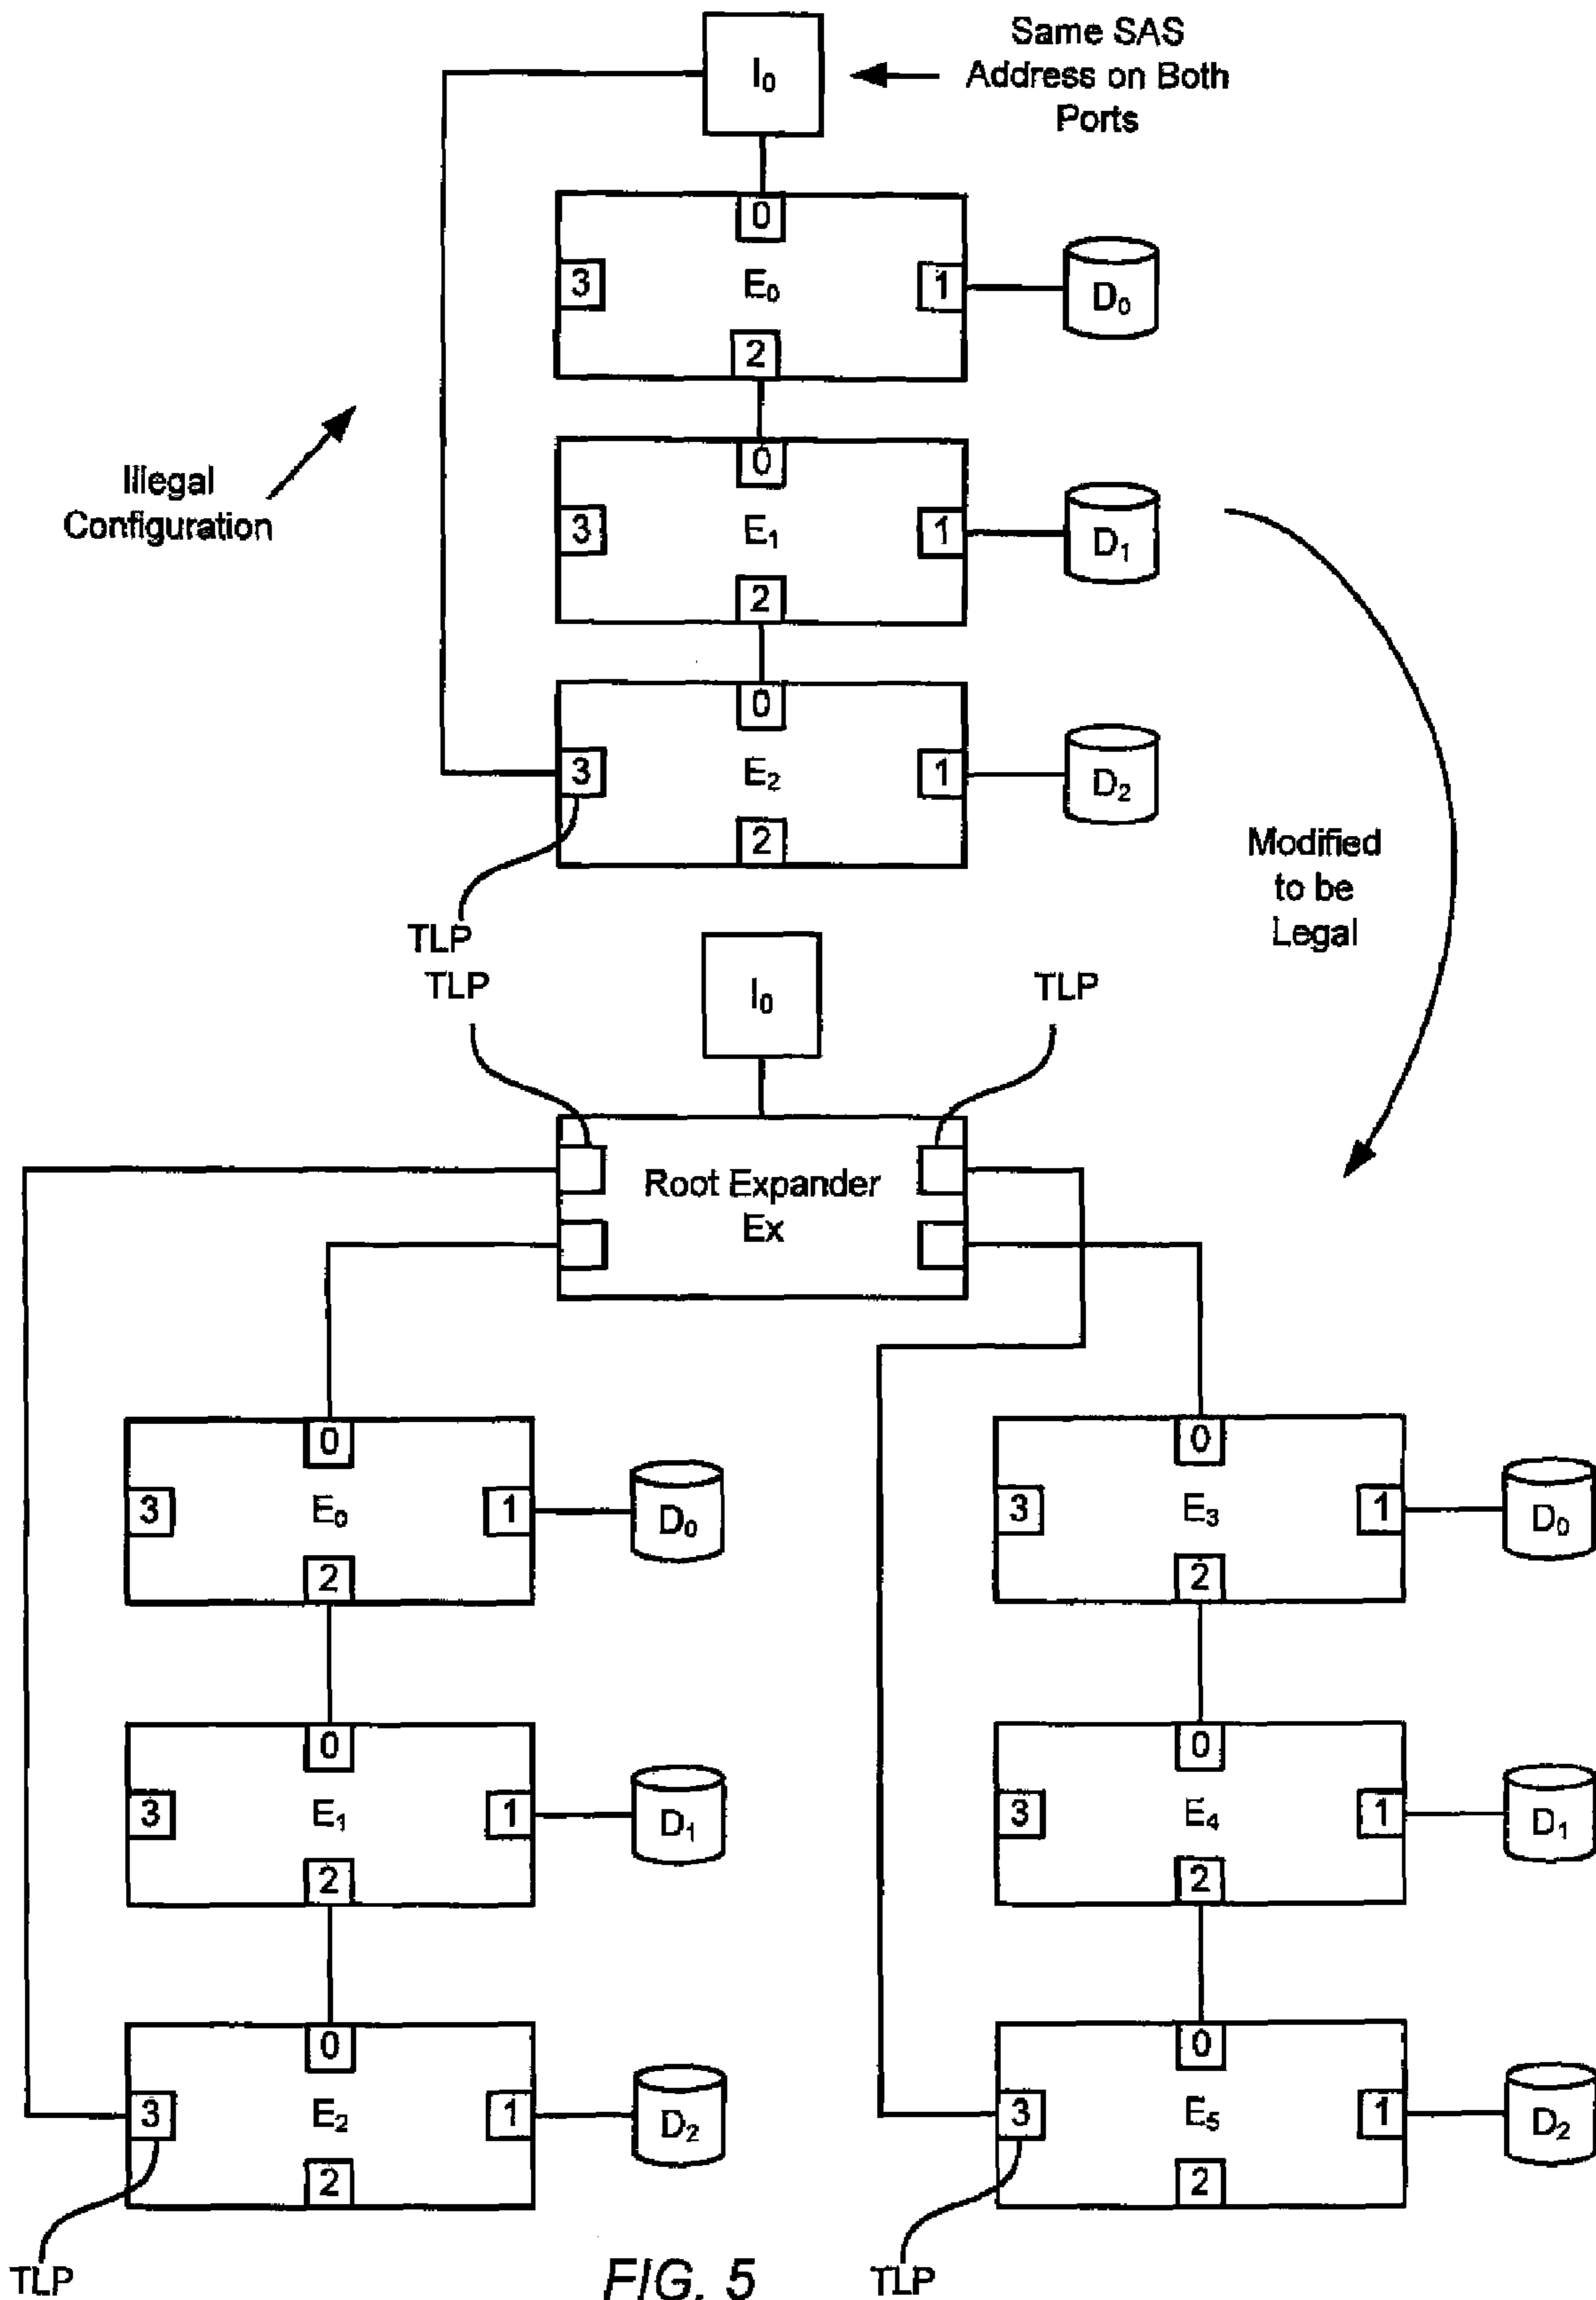 I0
Same SAS
Address on Both
Ports
0
3
E0
1
D0
2
Illegal
Configuration
0
3
E1
1
D1
2
0
3
E2
1
D2
2
Modified
to be
Legal
TLP
TLP
I0
TLP
Root Expander
Ex
0
3
E0
1
D0
2
0
3
E3
1
D0
2
0
3
E1
1
D1
2
0
3
E4
1
D1
2
0
3
E2
1
D2
2
0
3
E5
1
D2
2
TLP
FIG. 5
TLP